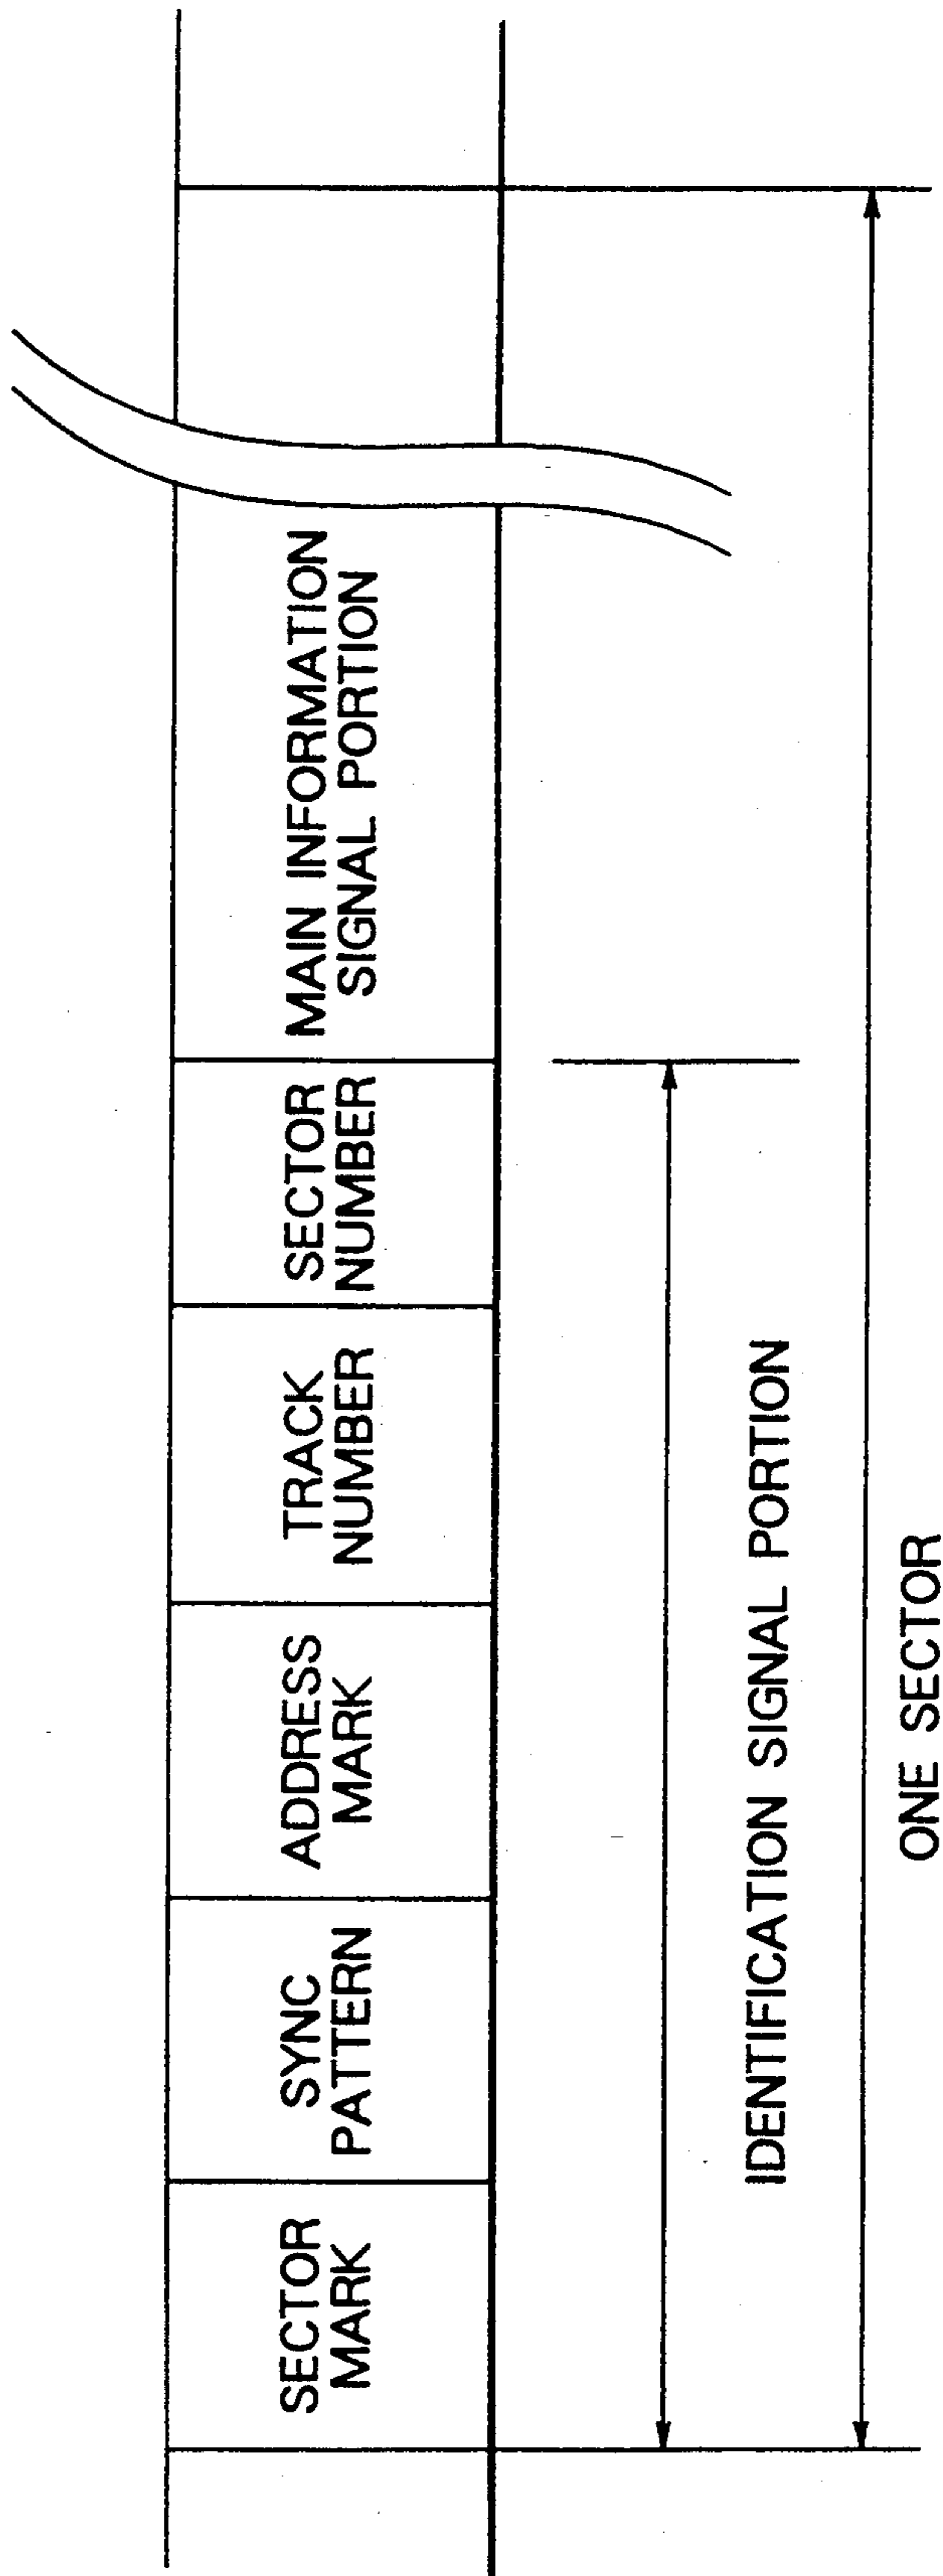 SECTOR
MARK
SYNC
PATTERN
ADDRESS
MARK
TRACK
NUMBER
SECTOR
NUMBER
MAIN INFORMATION
SIGNAL PORTION
IDENTIFICATION SIGNAL PORTION
ONE SECTOR